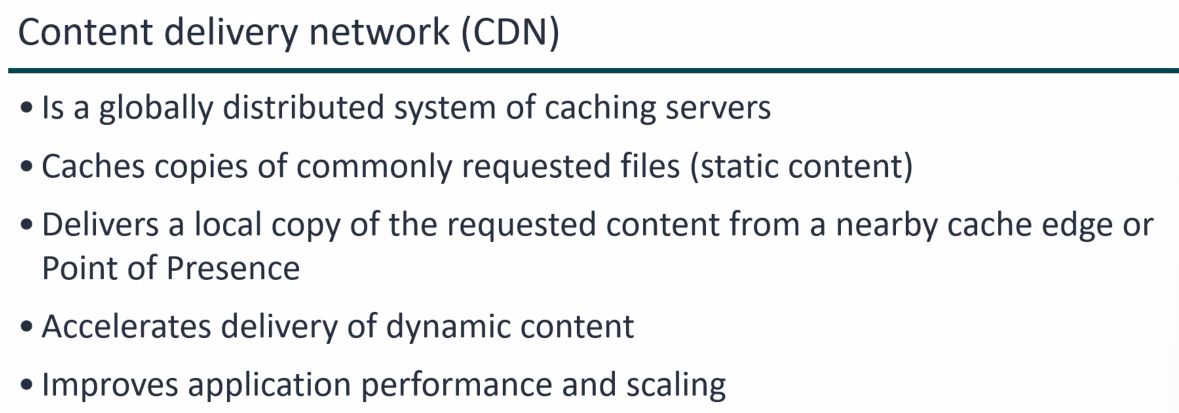 Content delivery network (CDN)
• Is a globally distributed system of caching servers
• Caches copies of commonly requested files (static content)
• Delivers a local copy of the requested content from a nearby cache edge or
Point of Presence
• Accelerates delivery of dynamic content
• Improves application performance and scaling